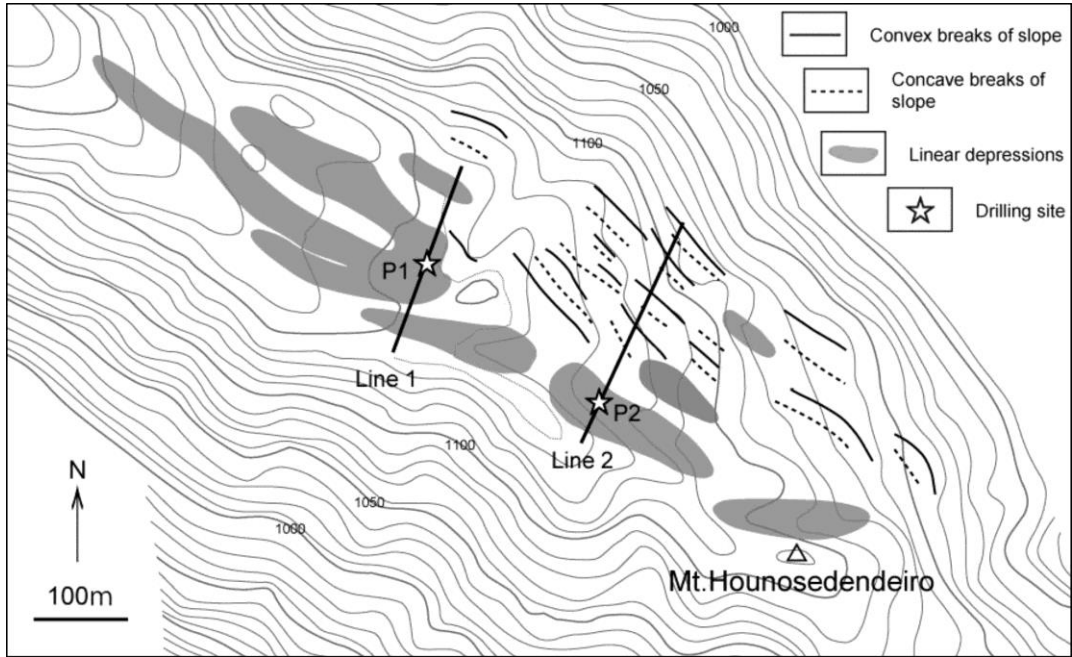 1000
Convex breaks of slope
1050
Concave breaks of
slope
1100
Linear depressions
Drilling site
P1
Line 1
P2
1100
Line 2
N
1050
1000
100m
Mt.Hounosedendeiro